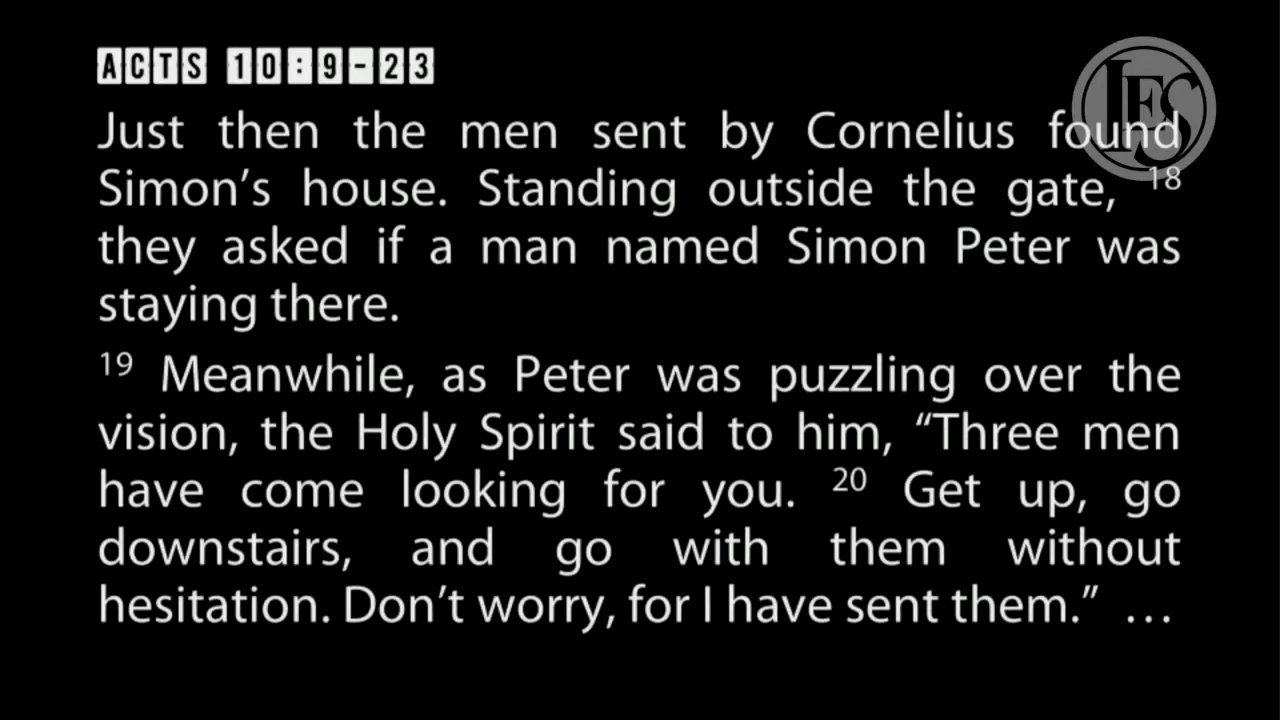 ACTS 10:9-23
Just then the men sent by Cornelius found
Simon’s house. Standing outside the gate, 18
they asked if a man named Simon Peter was
staying there.
19 Meanwhile, as Peter was puzzling over the
vision, the Holy Spirit said to him, “Three men
have come looking for you. 20 Get up, go
downstairs, and go with them without
hesitation. Don’t worry, for I have sent them.” …
IFS